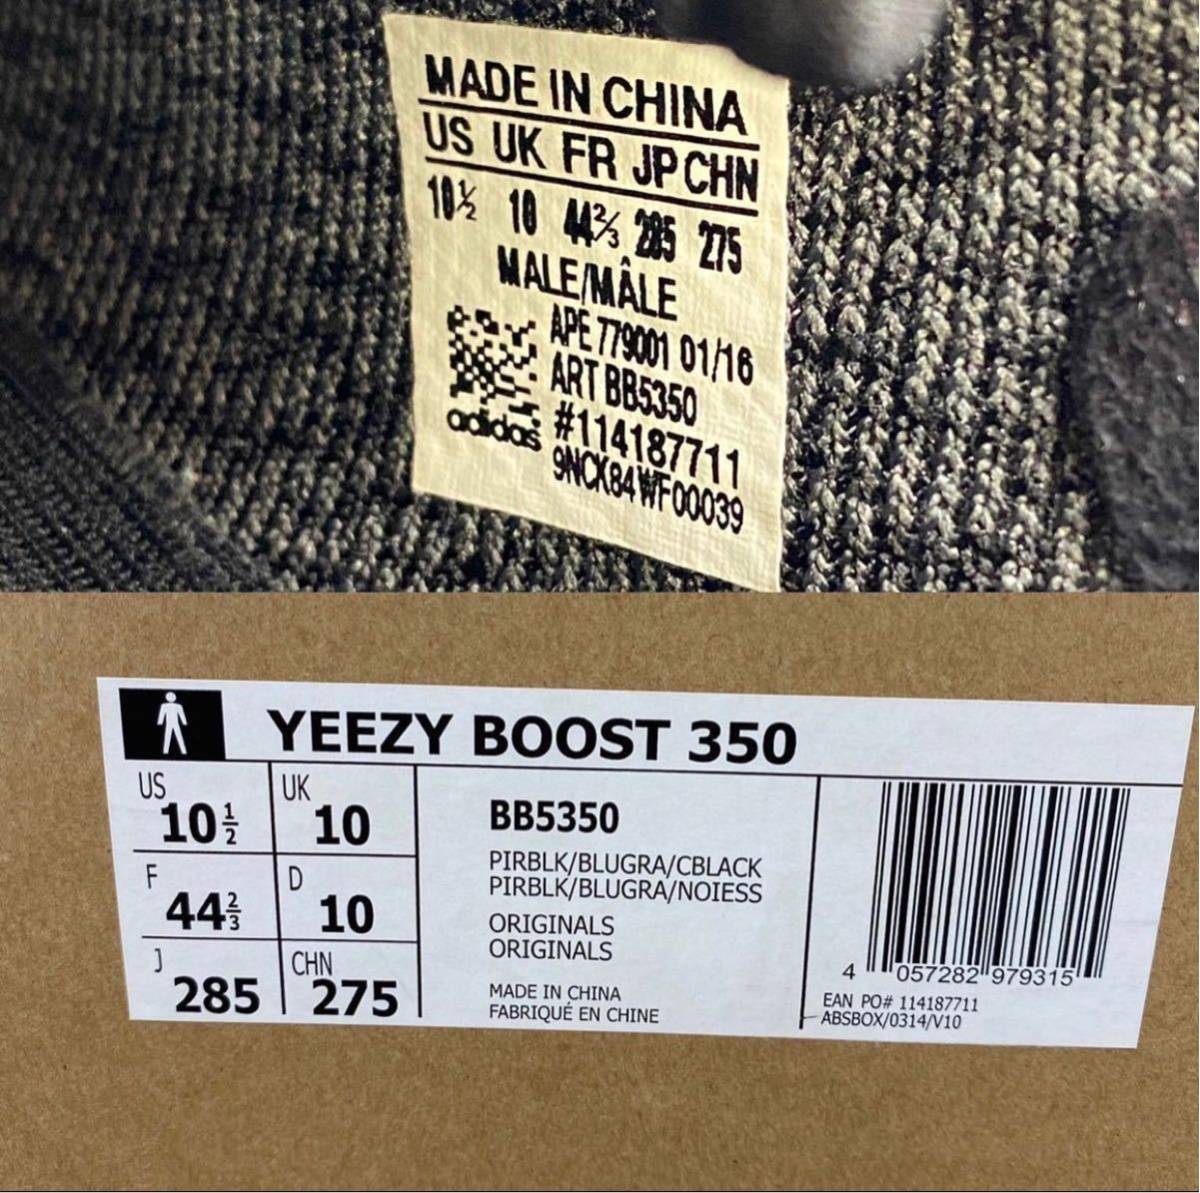 MADE IN CHINA
US UK FR JP CHN
10½ 10 44⅔ 285 275
MALE/MÂLE
APE 779001 01/16
ART BB5350
#114187711
adidas
9NCK84WF00039
YEEZY BOOST 350
US
10½
UK
10
F
44⅔
D
10
J
285
CHN
275
BB5350
PIRBLK/BLUGRA/CBLACK
PIRBLK/BLUGRA/NOIESS
ORIGINALS
ORIGINALS
MADE IN CHINA
FABRIQUÉ EN CHINE
4 057282 979315
EAN PO# 114187711
ABSBOX/0314/V10